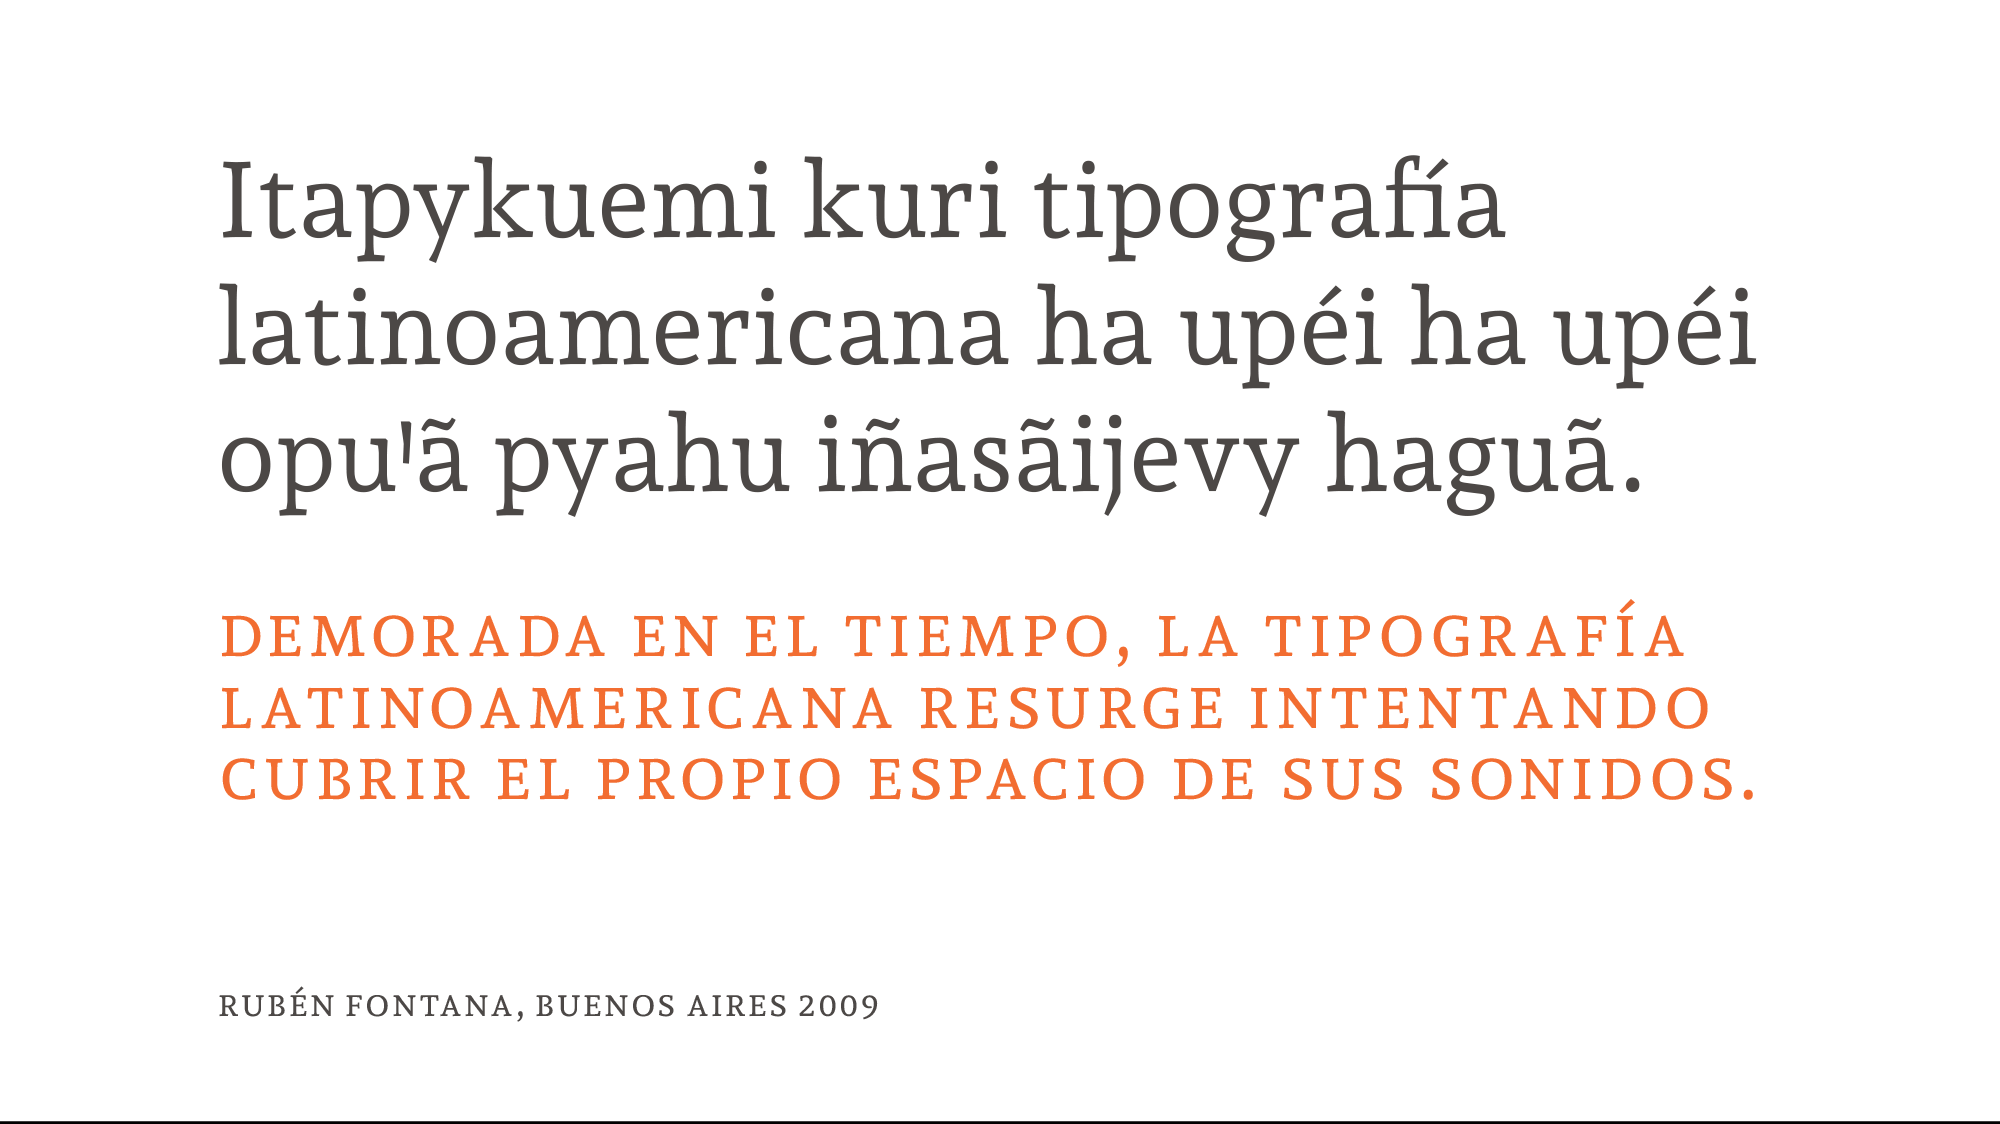 Itapykuemi kuri tipografía
latinoamericana ha upéi ha upéi
opuꞌã pyahu iñasãijevy haguã.
DEMORADA EN EL TIEMPO, LA TIPOGRAFÍA
LATINOAMERICANA RESURGE INTENTANDO
CUBRIR EL PROPIO ESPACIO DE SUS SONIDOS.
RUBÉN FONTANA, BUENOS AIRES 2009